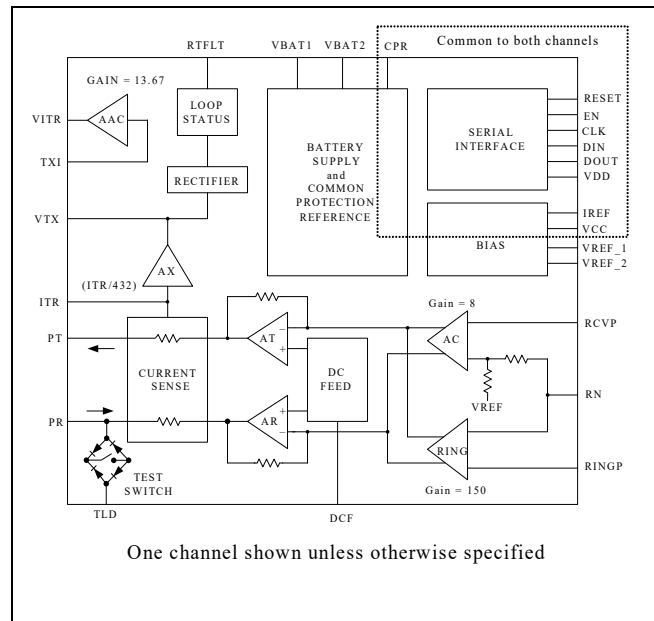 Common to both channels
RTFLT
VBAT1
VBAT2
CPR
GAIN = 13.67
AAC
VITR
TXI
LOOP
STATUS
RECTIFIER
BATTERY
SUPPLY
and
COMMON
PROTECTION
REFERENCE
SERIAL
INTERFACE
RESET
EN
CLK
DIN
DOUT
VDD
BIAS
IREF
VCC
VREF_1
VREF_2
VTX
AX
(ITR/432)
ITR
PT
CURRENT
SENSE
PR
AT
−
+
AR
+
−
DC
FEED
Gain = 8
AC
RCVP
VREF
RN
RING
RINGP
Gain = 150
TEST
SWITCH
TLD
DCF
One channel shown unless otherwise specified